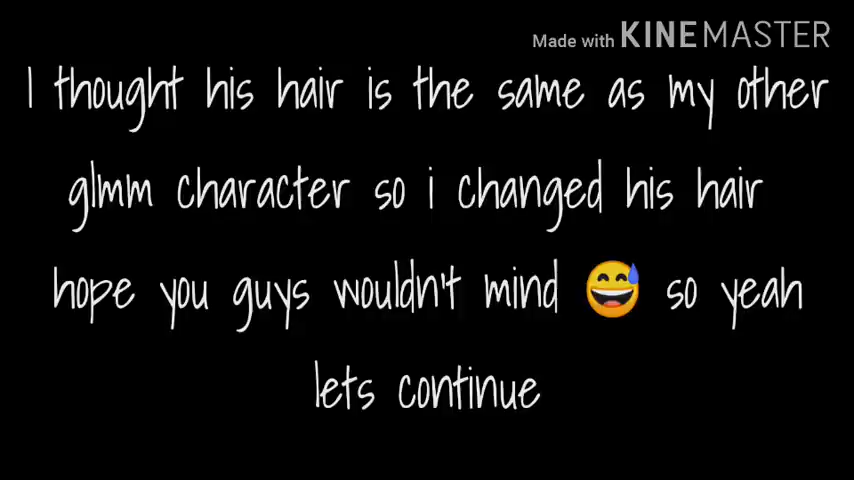 Made with KINEMASTER
I thought his hair is the same as my other
glmm character so i changed his hair
hope you guys wouldn't mind 😅 so yeah
lets continue